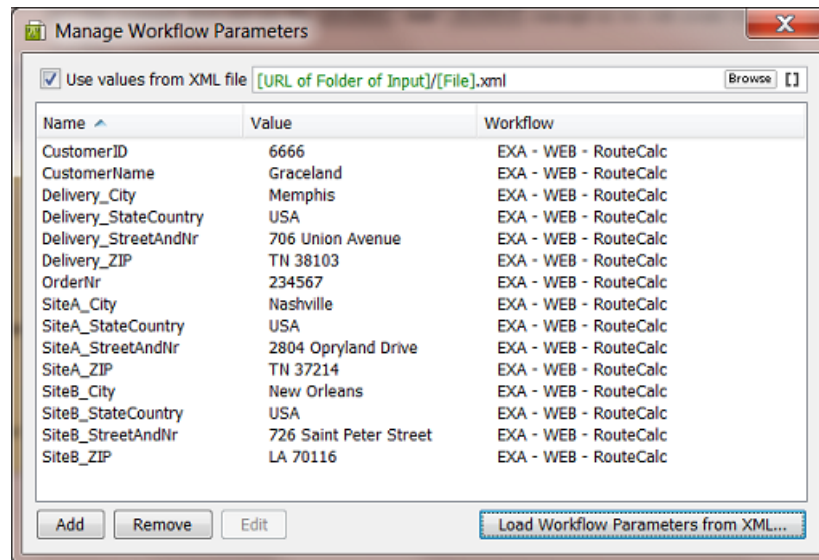 Manage Workflow Parameters
X
Use values from XML file [URL of Folder of Input]/[File].xml Browse []
Name Value Workflow
CustomerID 6666 EXA - WEB - RouteCalc
CustomerName Graceland EXA - WEB - RouteCalc
Delivery_City Memphis EXA - WEB - RouteCalc
Delivery_StateCountry USA EXA - WEB - RouteCalc
Delivery_StreetAndNr 706 Union Avenue EXA - WEB - RouteCalc
Delivery_ZIP TN 38103 EXA - WEB - RouteCalc
OrderNr 234567 EXA - WEB - RouteCalc
SiteA_City Nashville EXA - WEB - RouteCalc
SiteA_StateCountry USA EXA - WEB - RouteCalc
SiteA_StreetAndNr 2804 Opryland Drive EXA - WEB - RouteCalc
SiteA_ZIP TN 37214 EXA - WEB - RouteCalc
SiteB_City New Orleans EXA - WEB - RouteCalc
SiteB_StateCountry USA EXA - WEB - RouteCalc
SiteB_StreetAndNr 726 Saint Peter Street EXA - WEB - RouteCalc
SiteB_ZIP LA 70116 EXA - WEB - RouteCalc
Add Remove Edit Load Workflow Parameters from XML...